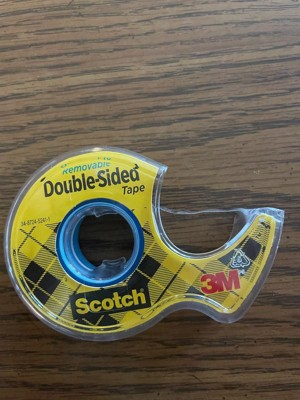 Removable
Double-Sided
Tape
Scotch
3M